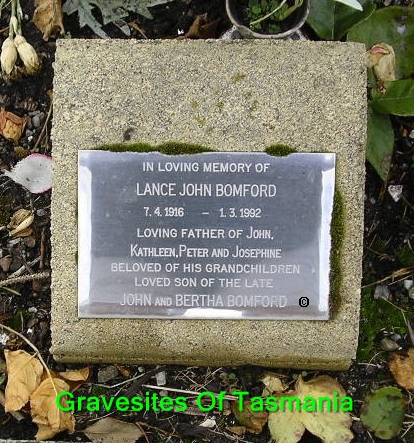 IN LOVING MEMORY OF
LANCE JOHN BOMFORD
7.4.1916 – 1.3.1992
LOVING FATHER OF JOHN,
KATHLEEN, PETER AND JOSEPHINE
BELOVED OF HIS GRANDCHILDREN
LOVED SON OF THE LATE
JOHN AND BERTHA BOMFORD ©
Gravesites Of Tasmania